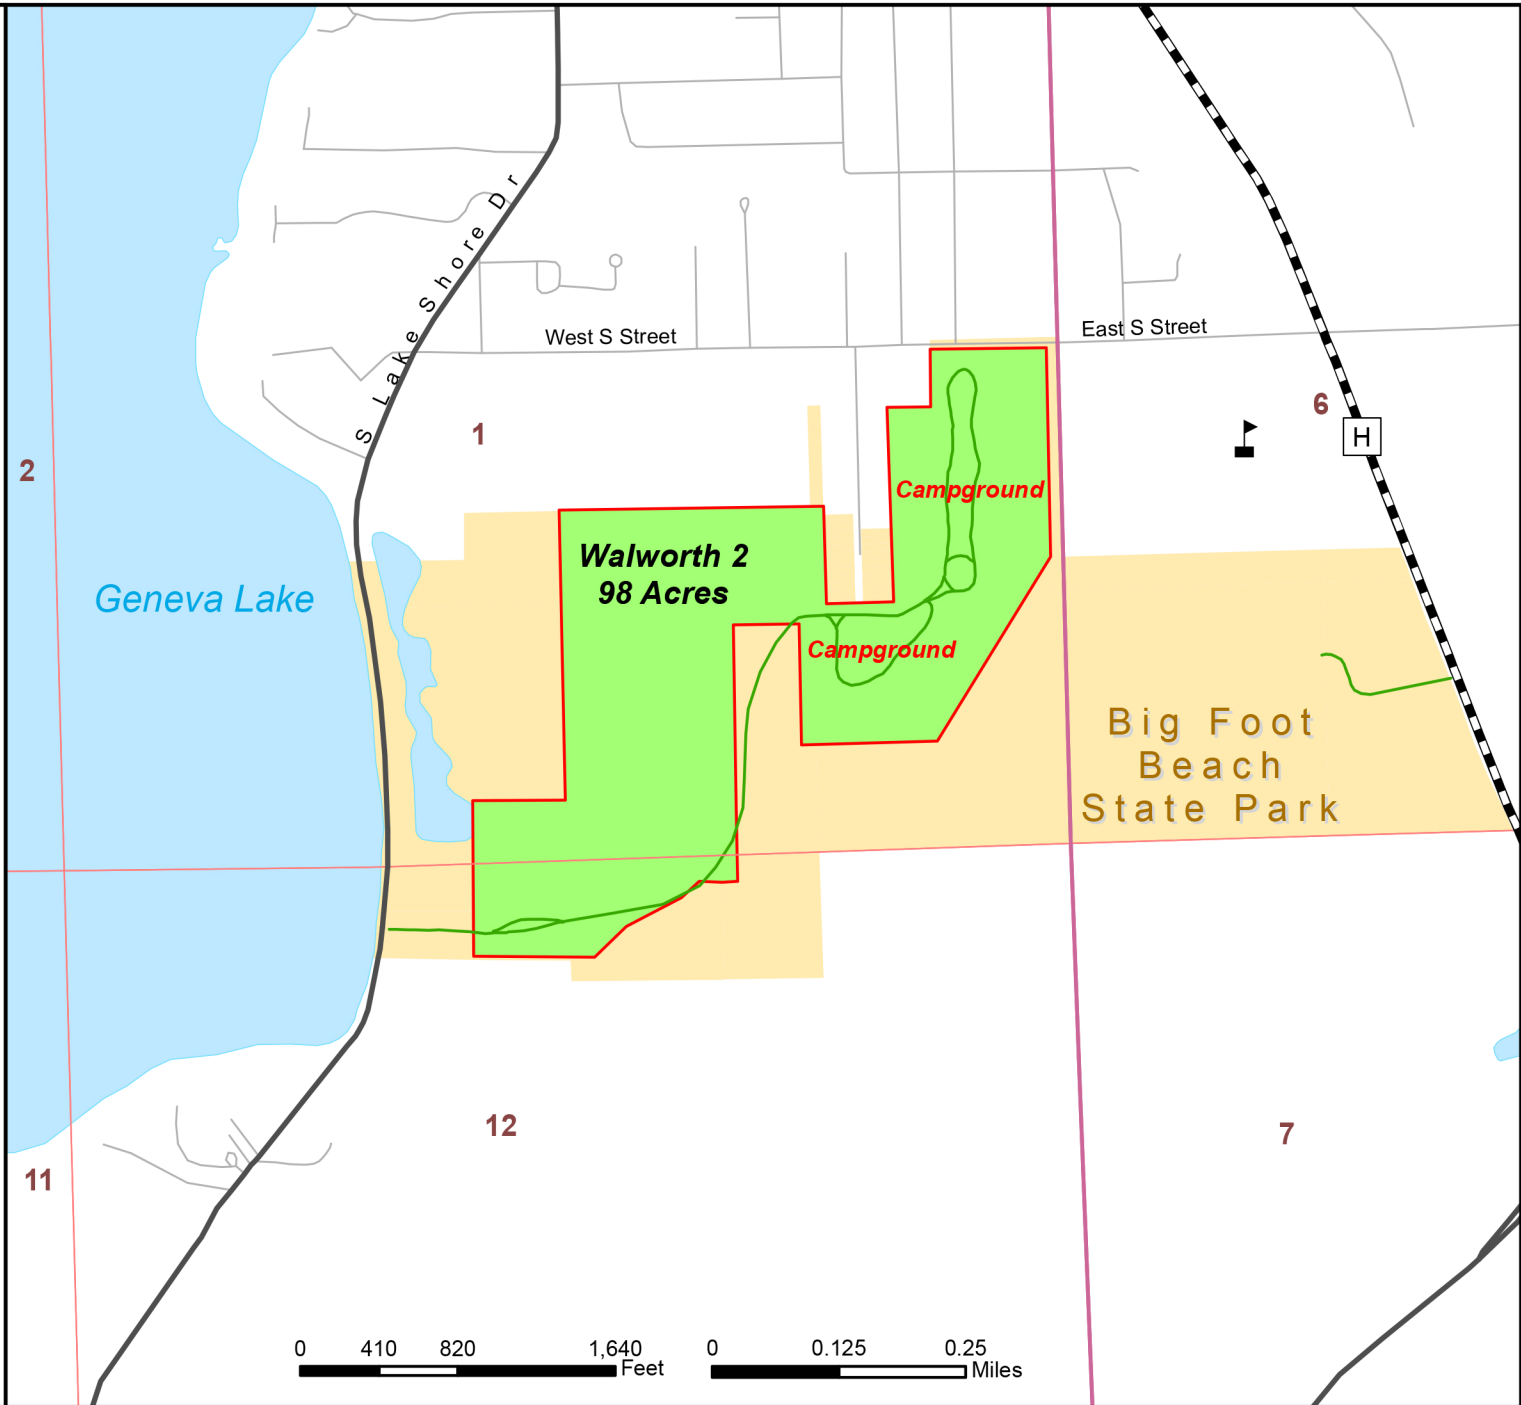 S Lake Shore Dr
West S Street
East S Street
6
H
1
2
Campground
Walworth 2
98 Acres
Geneva Lake
Campground
Big Foot
Beach
State Park
12
7
11
0 410 820 1,640 Feet
0 0.125 0.25 Miles